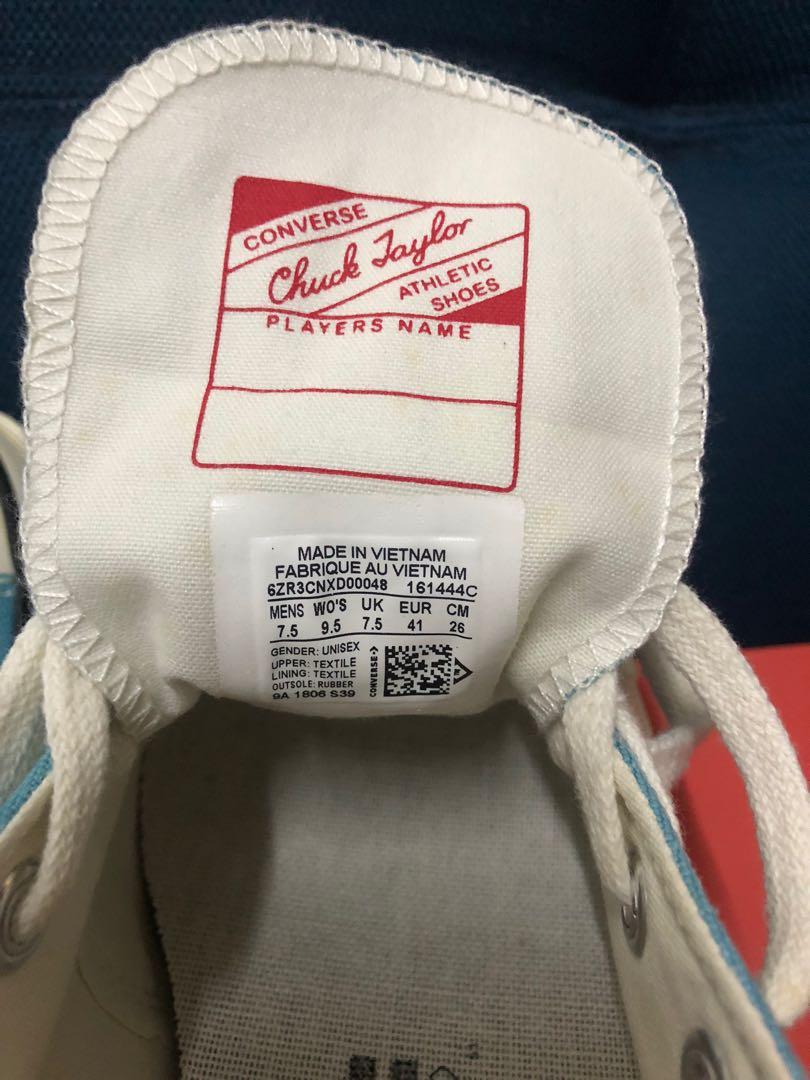 CONVERSE
Chuck Taylor
ATHLETIC
SHOES
PLAYERS NAME
MADE IN VIETNAM
FABRIQUE AU VIETNAM
6ZR3CNXD00048 161444C
MENS WO'S UK EUR CM
7.5 9.5 7.5 41 26
GENDER: UNISEX
UPPER: TEXTILE
LINING: TEXTILE
OUTSOLE: RUBBER
9A 1806 S39
CONVERSE